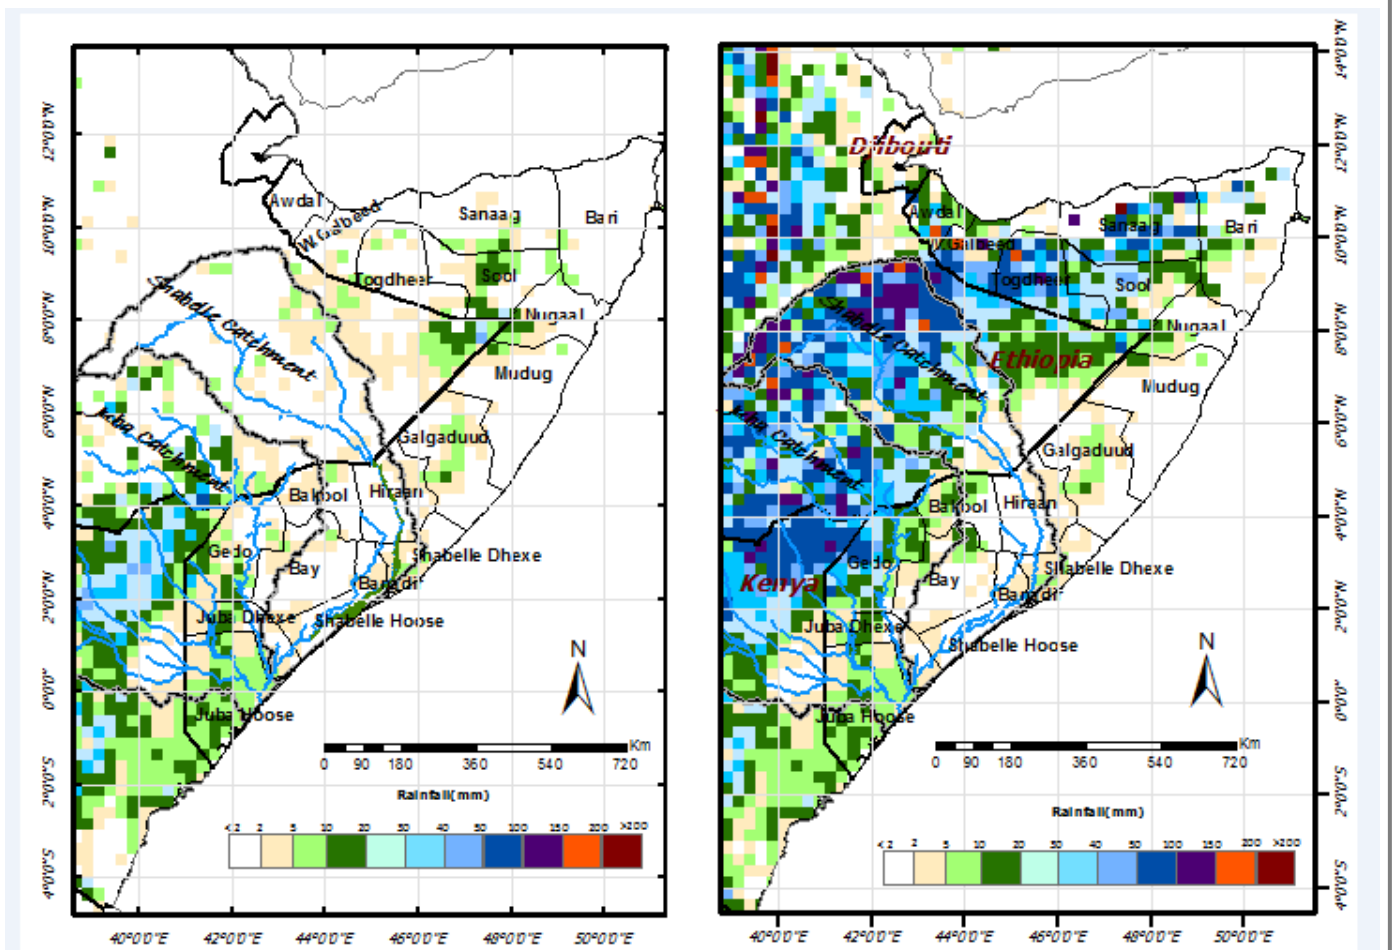 12°0'0"N
10°0'0"N
8°0'0"N
6°0'0"N
4°0'0"N
2°0'0"N
0°0'0"
2°0'0"S
4°0'0"S
Awdal
W.Galbeed
Sanaag
Bari
Togdheer
Sool
Nugaal
Shabelle Catchment
Mudug
Juba Catchment
Galgaduud
Bakool
Hiraan
Gedo
Bay
Shabelle Dhexe
Banadir
Juba Dhexe
Shabelle Hoose
Juba Hoose
N
Km
0 90 180 360 540 720
Rainfall(mm)
<2 2 5 10 20 30 40 50 100 150 200 >200
40°0'0"E 42°0'0"E 44°0'0"E 46°0'0"E 48°0'0"E 50°0'0"E
14°0'0"N
12°0'0"N
10°0'0"N
8°0'0"N
6°0'0"N
4°0'0"N
2°0'0"N
0°0'0"
2°0'0"S
4°0'0"S
Djibouti
Awdal
W.Galbeed
Sanaag
Bari
Togdheer
Sool
Nugaal
Shabelle Catchment
Ethiopia
Mudug
Juba Catchment
Galgaduud
Bakool
Hiraan
Gedo
Kenya
Bay
Shabelle Dhexe
Banadir
Juba Dhexe
Shabelle Hoose
Juba Hoose
N
Km
0 90 180 360 540 720
Rainfall(mm)
<2 2 5 10 20 30 40 50 100 150 200 >200
40°0'0"E 42°0'0"E 44°0'0"E 46°0'0"E 48°0'0"E 50°0'0"E